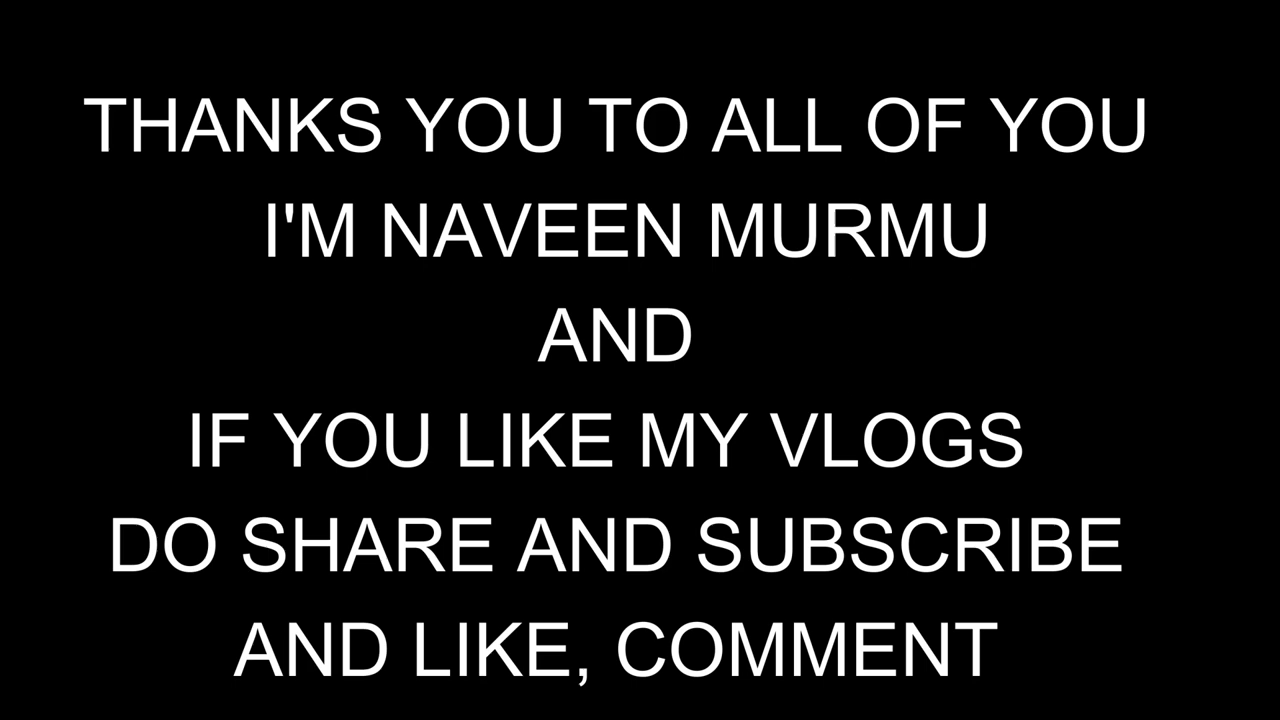 THANKS YOU TO ALL OF YOU
I'M NAVEEN MURMU
AND
IF YOU LIKE MY VLOGS
DO SHARE AND SUBSCRIBE
AND LIKE, COMMENT